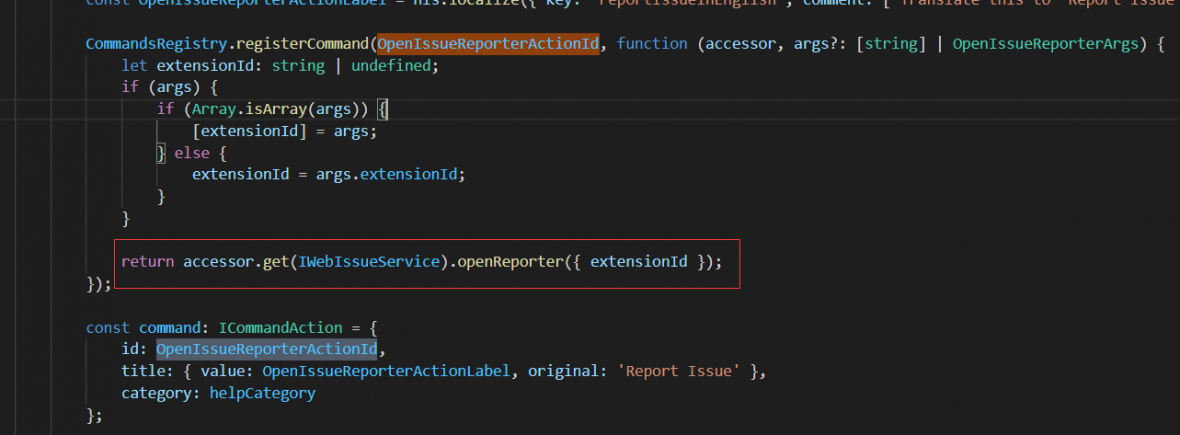 const OpenIssueReporterActionLabel = nls.localize({ key: 'reportIssueInEnglish', comment: ['Translate this to 'Report Issue
CommandsRegistry.registerCommand(OpenIssueReporterActionId, function (accessor, args?: [string] | OpenIssueReporterArgs) {
let extensionId: string | undefined;
if (args) {
if (Array.isArray(args)) {
[extensionId] = args;
} else {
extensionId = args.extensionId;
}
}
return accessor.get(IWebIssueService).openReporter({ extensionId });
});
const command: ICommandAction = {
id: OpenIssueReporterActionId,
title: { value: OpenIssueReporterActionLabel, original: 'Report Issue' },
category: helpCategory
};